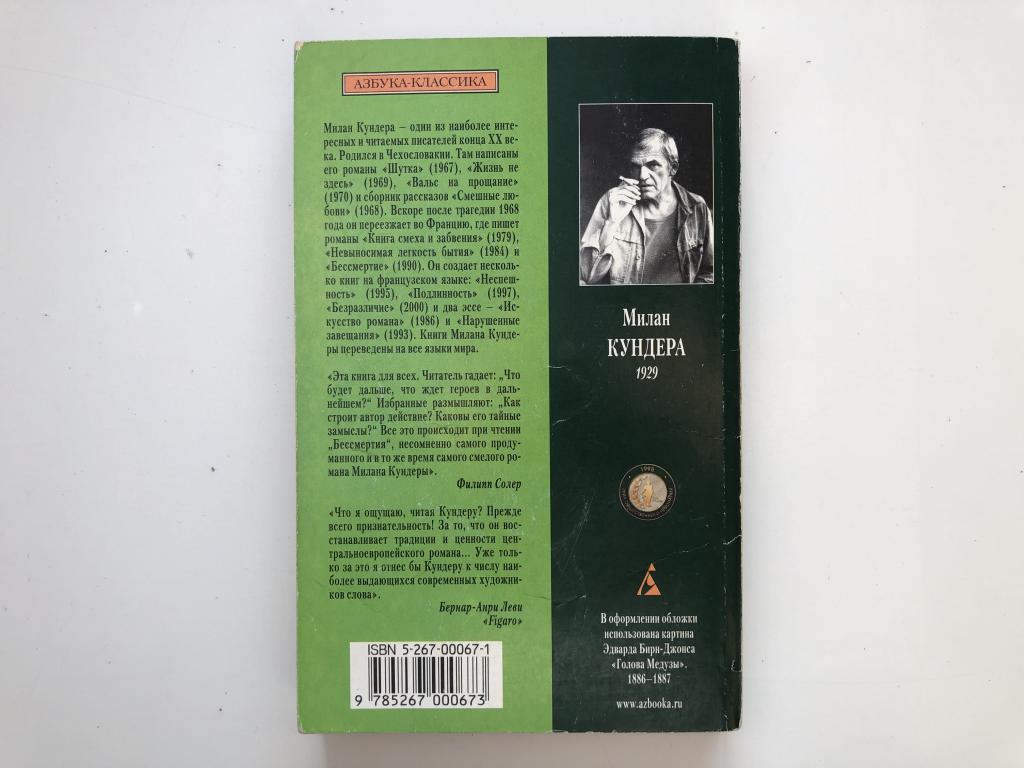 АЗБУКА-КЛАССИКА
Милан Кундера – один из наиболее инте-
ресных и читаемых писателей конца XX ве-
ка. Родился в Чехословакии. Там написаны
его романы «Шутка» (1967), «Жизнь не
здесь» (1969), «Вальс на прощание»
(1970) и сборник рассказов «Смешные лю-
бови» (1968). Вскоре после трагедии 1968
года он переезжает во Францию, где пишет
романы «Книга смеха и забвения» (1979),
«Невыносимая легкость бытия» (1984) и
«Бессмертие» (1990). Он создает несколь-
ко книг на французском языке: «Неспеш-
ность» (1995), «Подлинность» (1997),
«Безразличие» (2000) и два эссе – «Ис-
кусство романа» (1986) и «Нарушенные
завещания» (1993). Книги Милана Кунде-
ры переведены на все языки мира.
«Эта книга для всех. Читатель гадает: „Что
будет дальше, что ждет героев в даль-
нейшем?“ Избранные размышляют: „Как
строит автор действие? Каковы его тайные
замыслы?“ Все это происходит при чтении
„Бессмертия“, несомненно самого проду-
манного и в то же время самого смелого ро-
мана Милана Кундеры».
Филипп Солер
«Что я ощущаю, читая Кундеру? Прежде
всего признательность! За то, что он вос-
станавливает традиции и ценности цен-
тральноевропейского романа... Уже только
за это я отнес бы Кундеру к числу наи-
более выдающихся современных художни-
ков слова».
Бернар-Анри Леви
«Figaro»
ISBN 5-267-00067-1
9 785267 000673
Милан
КУНДЕРА
1929
1996
В оформлении обложки
использована картина
Эдварда Бирн-Джонса
«Голова Медузы».
1886–1887
www.azbooka.ru